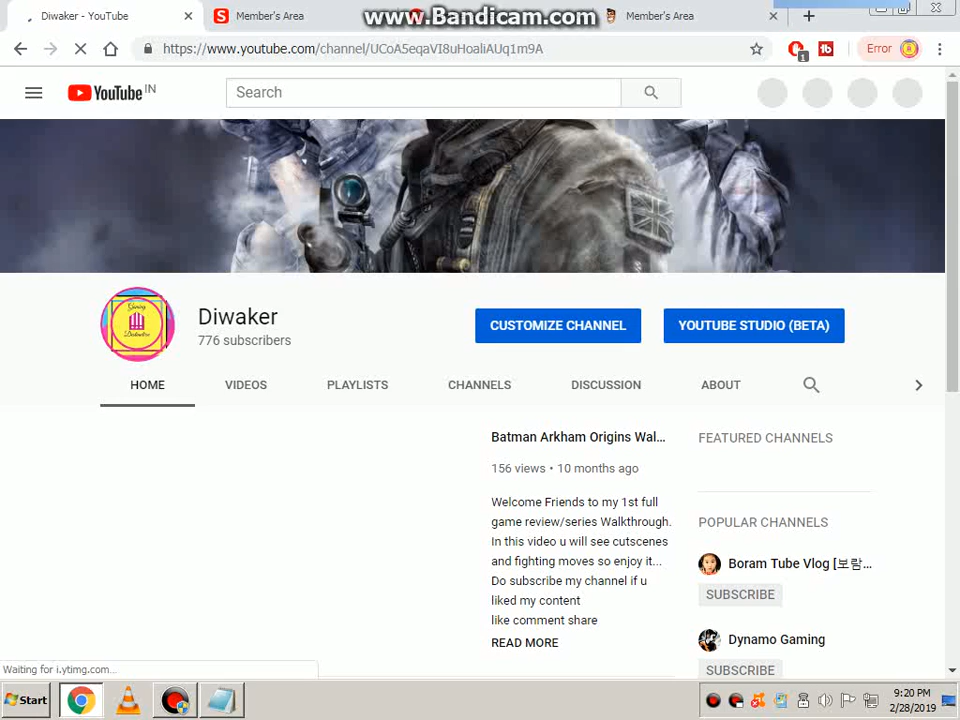 Diwaker - YouTube
Member's Area
www.Bandicam.com
Member's Area
https://www.youtube.com/channel/UCoA5eqaVI8uHoaliAUq1m9A
1
Error
YouTube IN
Search
Diwaker
776 subscribers
CUSTOMIZE CHANNEL
YOUTUBE STUDIO (BETA)
HOME
VIDEOS
PLAYLISTS
CHANNELS
DISCUSSION
ABOUT
Batman Arkham Origins Wal...
156 views • 10 months ago
Welcome Friends to my 1st full
game review/series Walkthrough.
In this video u will see cutscenes
and fighting moves so enjoy it...
Do subscribe my channel if u
liked my content
like comment share
READ MORE
FEATURED CHANNELS
POPULAR CHANNELS
Boram Tube Vlog [보람...
SUBSCRIBE
Dynamo Gaming
SUBSCRIBE
Waiting for i.ytimg.com...
Start
9:20 PM
2/28/2019